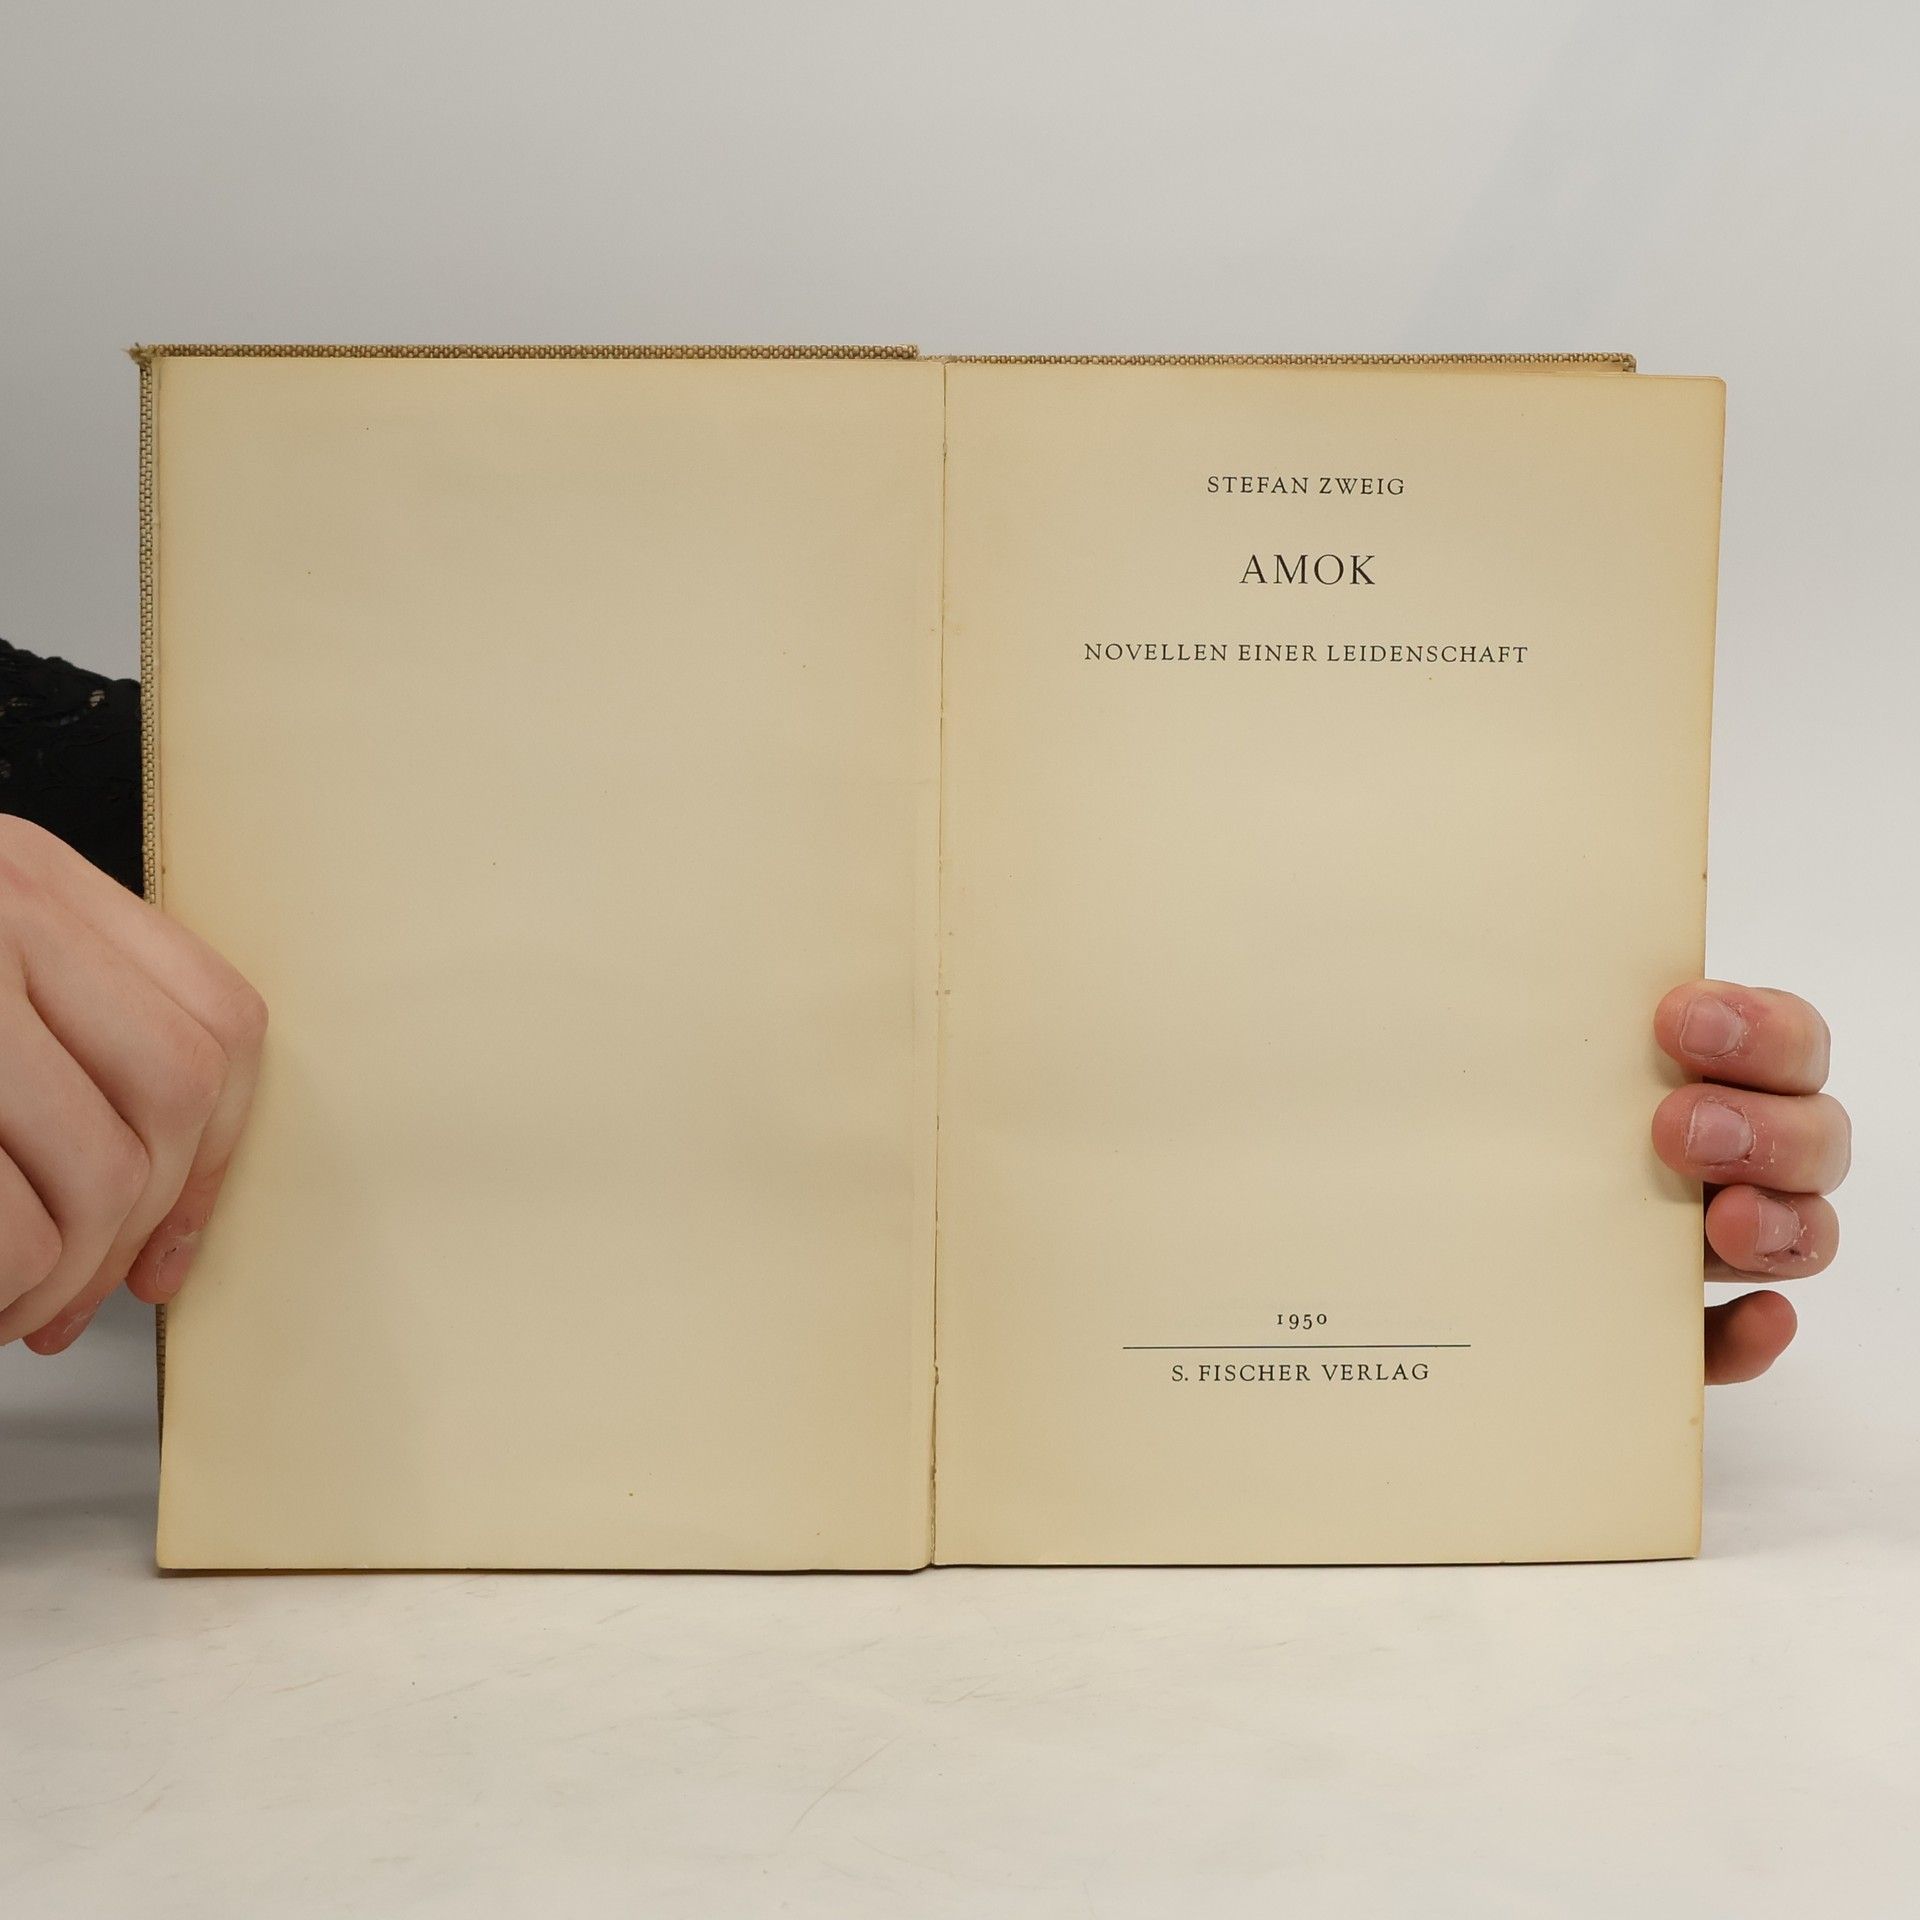 STEFAN ZWEIG
AMOK
NOVELLEN EINER LEIDENSCHAFT
1950
S. FISCHER VERLAG